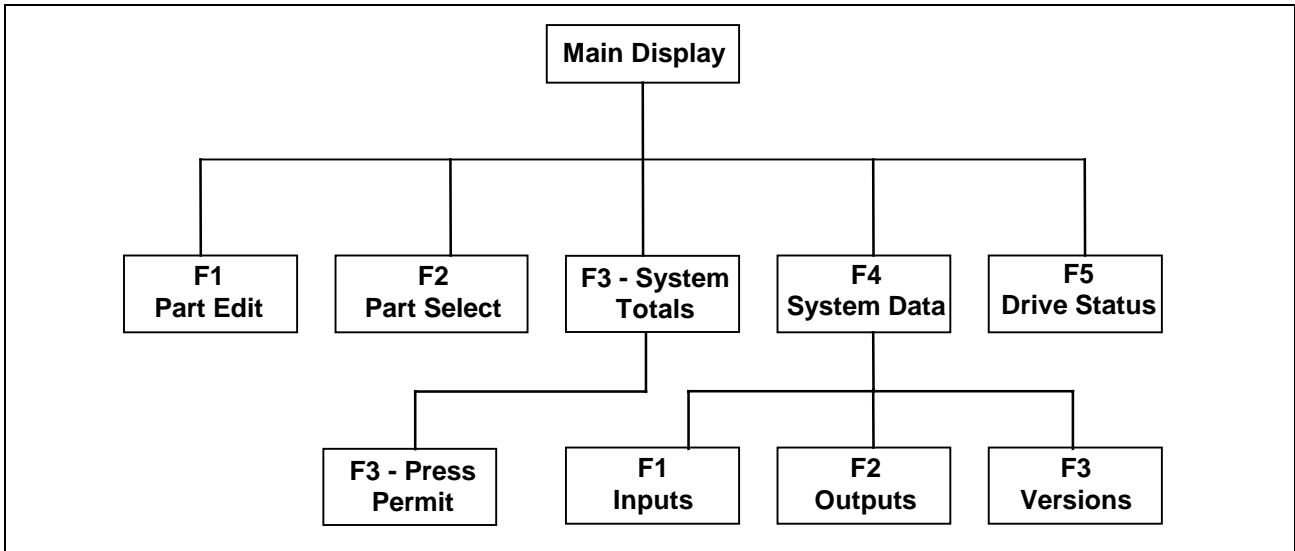 Main Display
F1
Part Edit
F2
Part Select
F3 - System
Totals
F4
System Data
F5
Drive Status
F3 - Press
Permit
F1
Inputs
F2
Outputs
F3
Versions